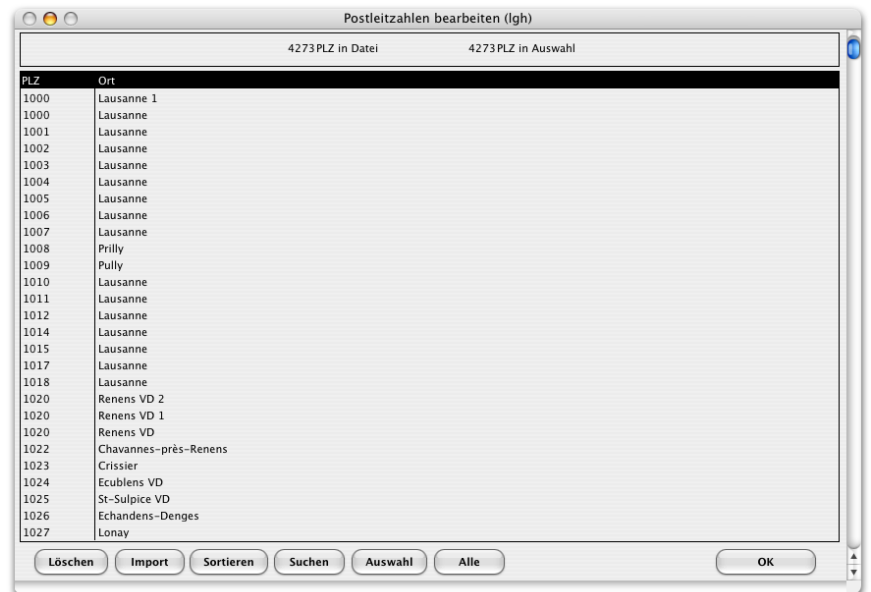 Postleitzahlen bearbeiten (lgh)
4273 PLZ in Datei 4273 PLZ in Auswahl
PLZ Ort
1000 Lausanne 1
1000 Lausanne
1001 Lausanne
1002 Lausanne
1003 Lausanne
1004 Lausanne
1005 Lausanne
1006 Lausanne
1007 Lausanne
1008 Prilly
1009 Pully
1010 Lausanne
1011 Lausanne
1012 Lausanne
1014 Lausanne
1015 Lausanne
1017 Lausanne
1018 Lausanne
1020 Renens VD 2
1020 Renens VD 1
1020 Renens VD
1022 Chavannes-près-Renens
1023 Crissier
1024 Ecublens VD
1025 St-Sulpice VD
1026 Echandens-Denges
1027 Lonay
Löschen Import Sortieren Suchen Auswahl Alle OK